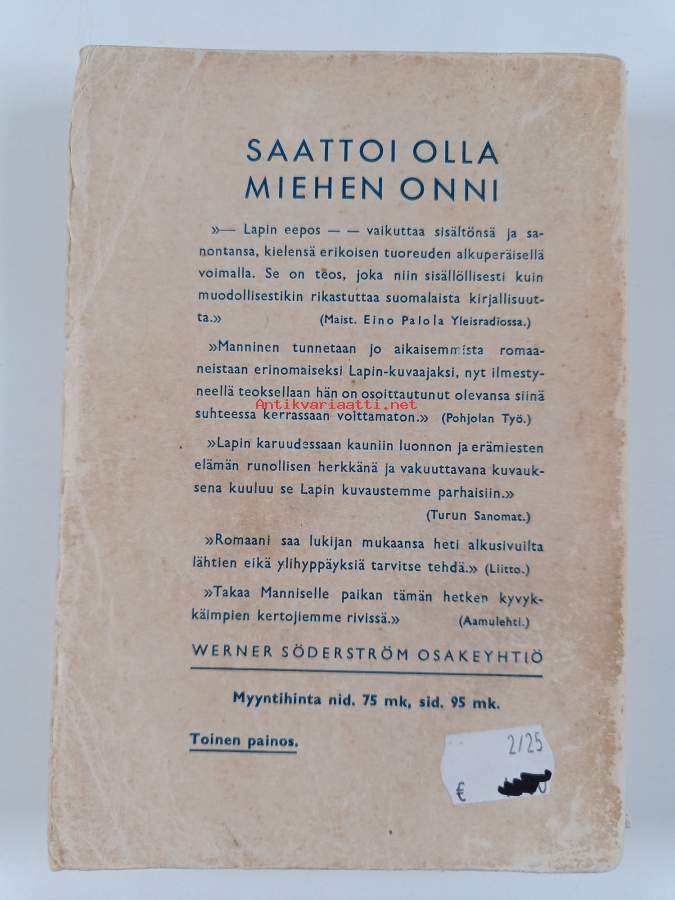 SAATTOI OLLA
MIEHEN ONNI
»— Lapin eepos — — vaikuttaa sisältönsä ja sa-
nontansa, kielensä erikoisen tuoreuden alkuperäisellä
voimalla. Se on teos, joka niin sisällöllisesti kuin
muodollisestikin rikastuttaa suomalaista kirjallisuut-
ta.» (Maist. Eino Palola Yleisradiossa.)
»Manninen tunnetaan jo aikaisemmista romaa-
neistaan erinomaiseksi Lapin-kuvaajaksi, nyt ilmesty-
neellä teoksellaan hän on osoittautunut olevansa siinä
Antikvariaatti.net
suhteessa kerrassaan voittamaton.» (Pohjolan Työ.)
»Lapin karuudessaan kauniin luonnon ja erämiesten
elämän runollisen herkkänä ja vakuuttavana kuvauk-
sena kuuluu se Lapin kuvaustemme parhaisiin.»
(Turun Sanomat.)
»Romaani saa lukijan mukaansa heti alkusivuilta
lähtien eikä ylihyppäyksiä tarvitse tehdä.» (Liitto.)
»Takaa Manniselle paikan tämän hetken kyvyk-
käimpien kertojiemme rivissä.» (Aamulehti.)
WERNER SÖDERSTRÖM OSAKEYHTIÖ
Myyntihinta nid. 75 mk, sid. 95 mk.
Toinen painos.
2/25
€